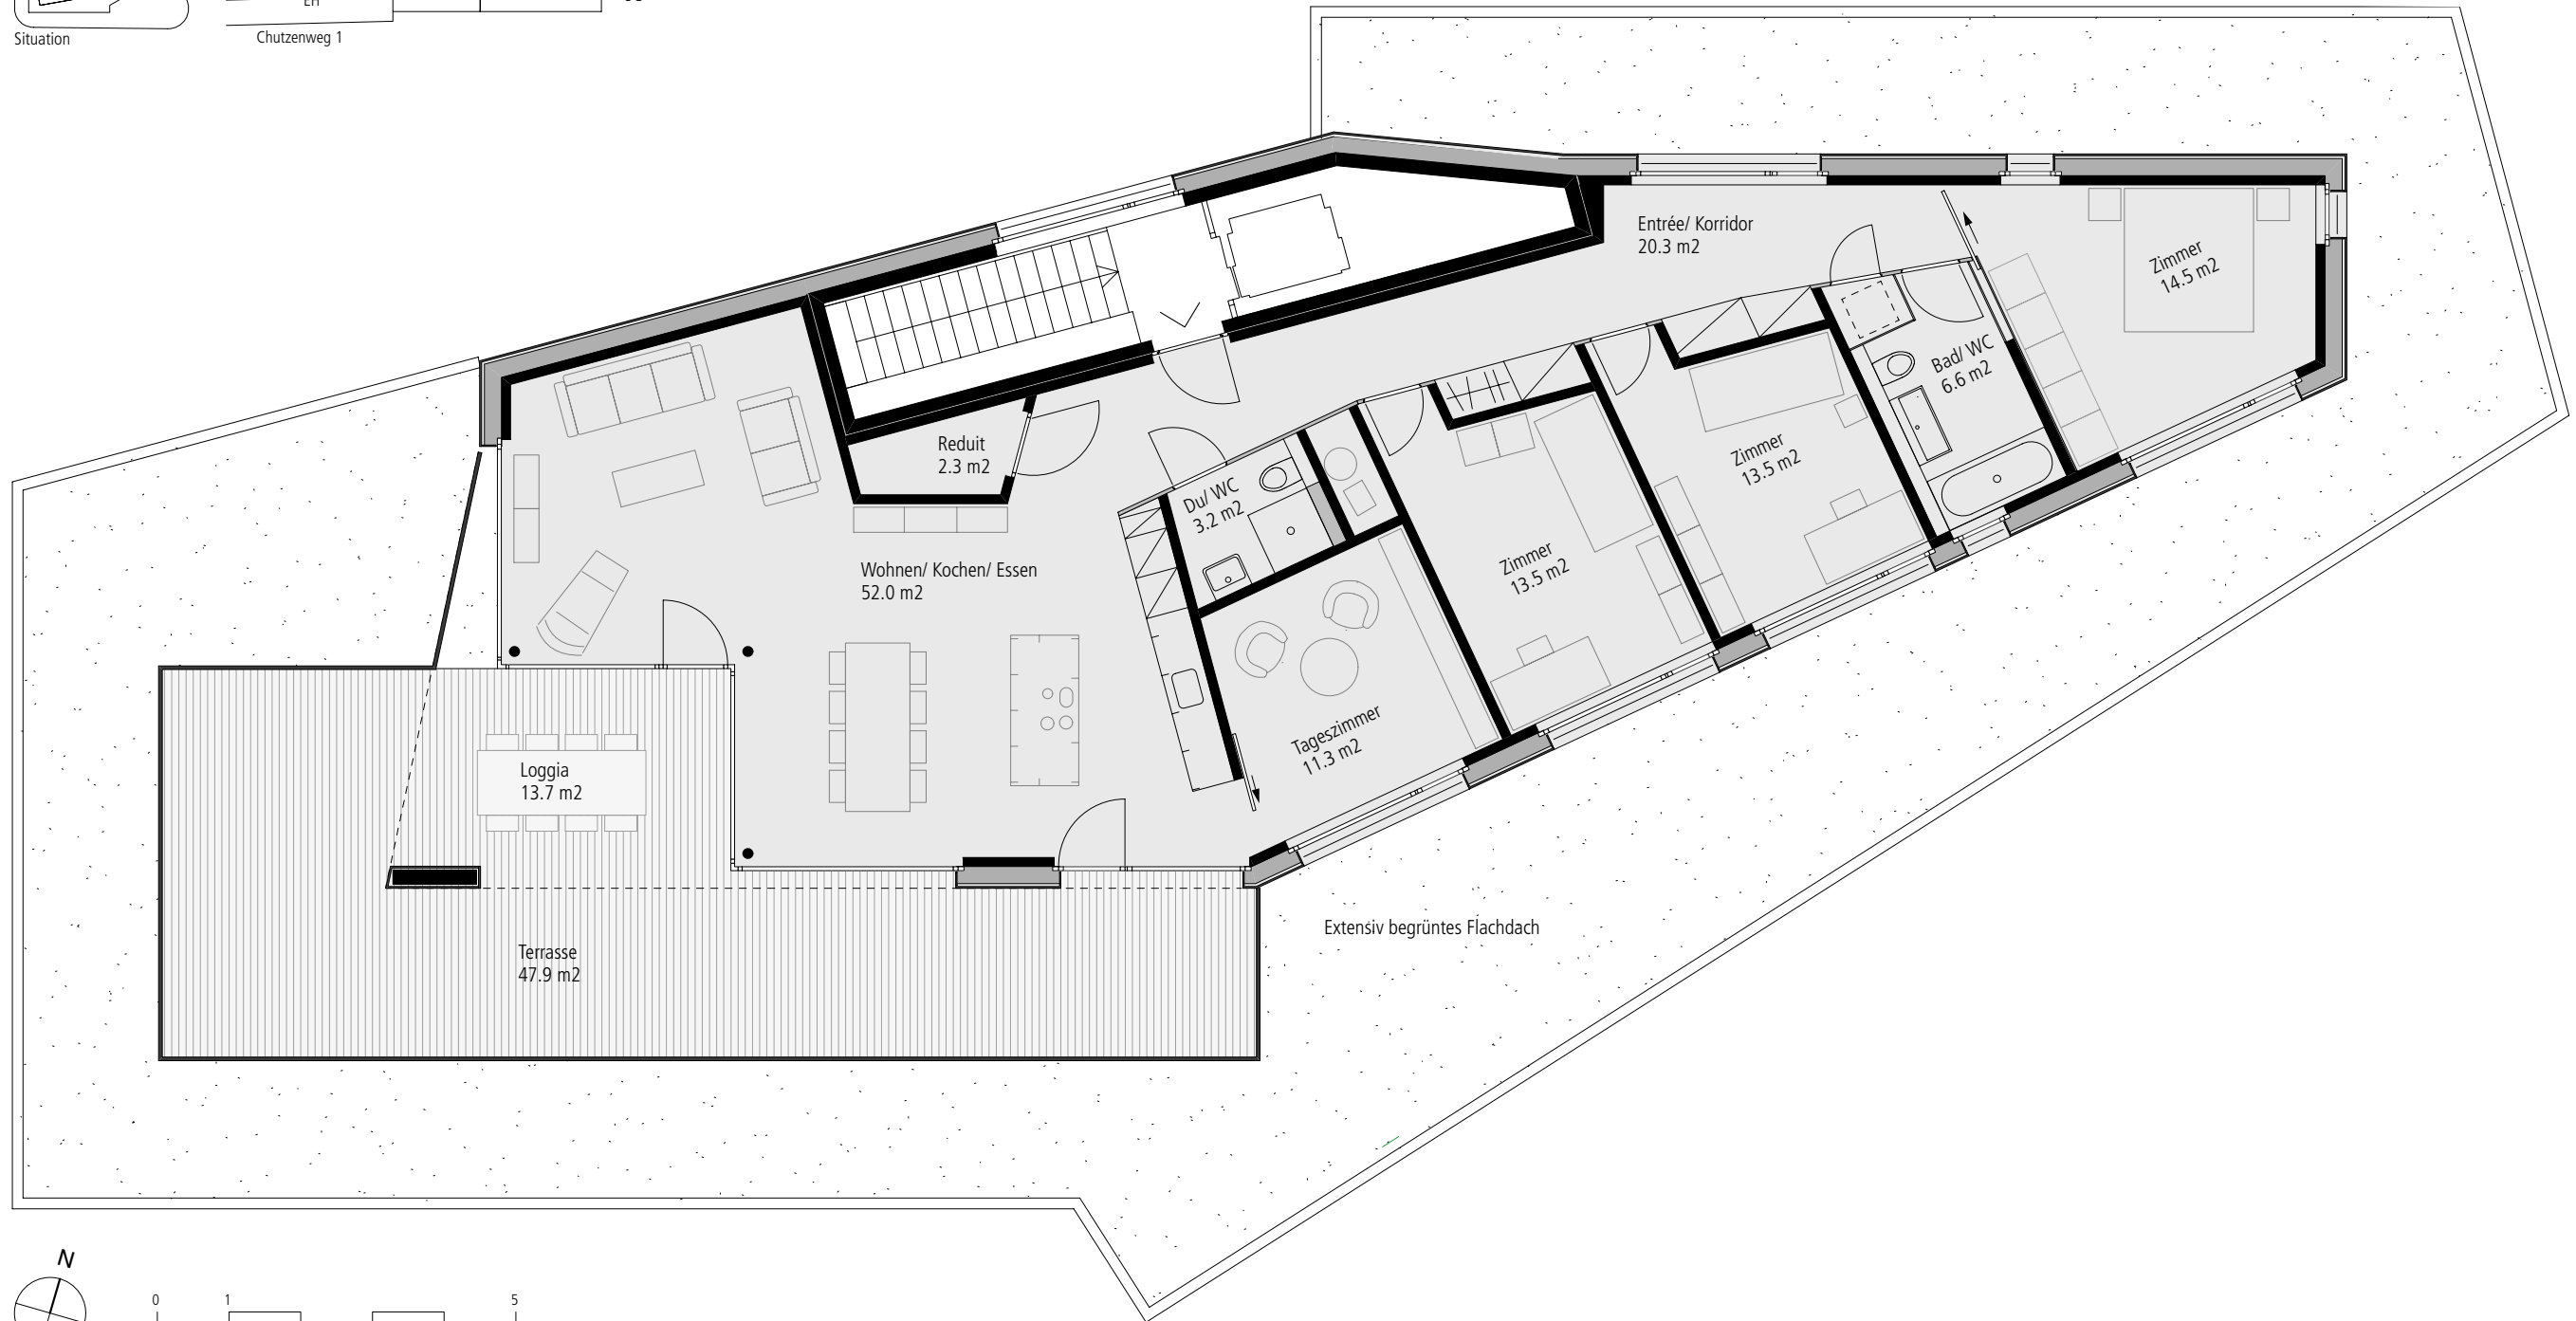 Situation
Chutzenweg 1
Entrée/ Korridor
20.3 m2
Zimmer
14.5 m2
Bad/ WC
6.6 m2
Reduit
2.3 m2
Zimmer
13.5 m2
Du/ WC
3.2 m2
Zimmer
13.5 m2
Wohnen/ Kochen/ Essen
52.0 m2
Tageszimmer
11.3 m2
Loggia
13.7 m2
Extensiv begrüntes Flachdach
Terrasse
47.9 m2
N
0 1 5